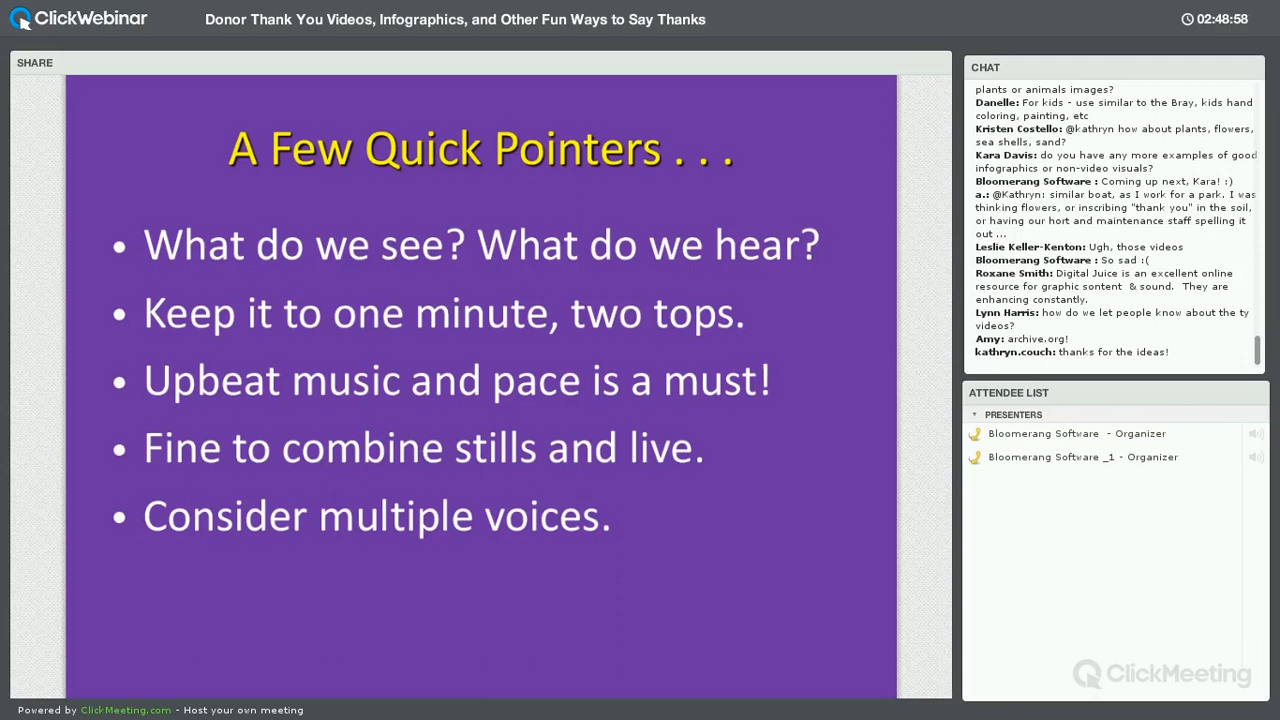 ClickWebinar
Donor Thank You Videos, Infographics, and Other Fun Ways to Say Thanks
02:48:58
SHARE
A Few Quick Pointers . . .
• What do we see? What do we hear?
• Keep it to one minute, two tops.
• Upbeat music and pace is a must!
• Fine to combine stills and live.
• Consider multiple voices.
CHAT
plants or animals images?
Danelle: For kids - use similar to the Bray, kids hand
coloring, painting, etc
Kristen Costello: @kathryn how about plants, flowers,
sea shells, sand?
Kara Davis: do you have any more examples of good
infographics or non-video visuals?
Bloomerang Software : Coming up next, Kara! :)
a.: @Kathryn: similar boat, as I work for a park. I was
thinking flowers, or inscribing "thank you" in the soil,
or having our hort and maintenance staff spelling it
out ...
Leslie Keller-Kenton: Ugh, those videos
Bloomerang Software : So sad :(
Roxane Smith: Digital Juice is an excellent online
resource for graphic sontent & sound. They are
enhancing constantly.
Lynn Harris: how do we let people know about the ty
videos?
Amy: archive.org!
kathryn.couch: thanks for the ideas!
ATTENDEE LIST
PRESENTERS
Bloomerang Software - Organizer
Bloomerang Software _1 - Organizer
ClickMeeting
Powered by ClickMeeting.com - Host your own meeting